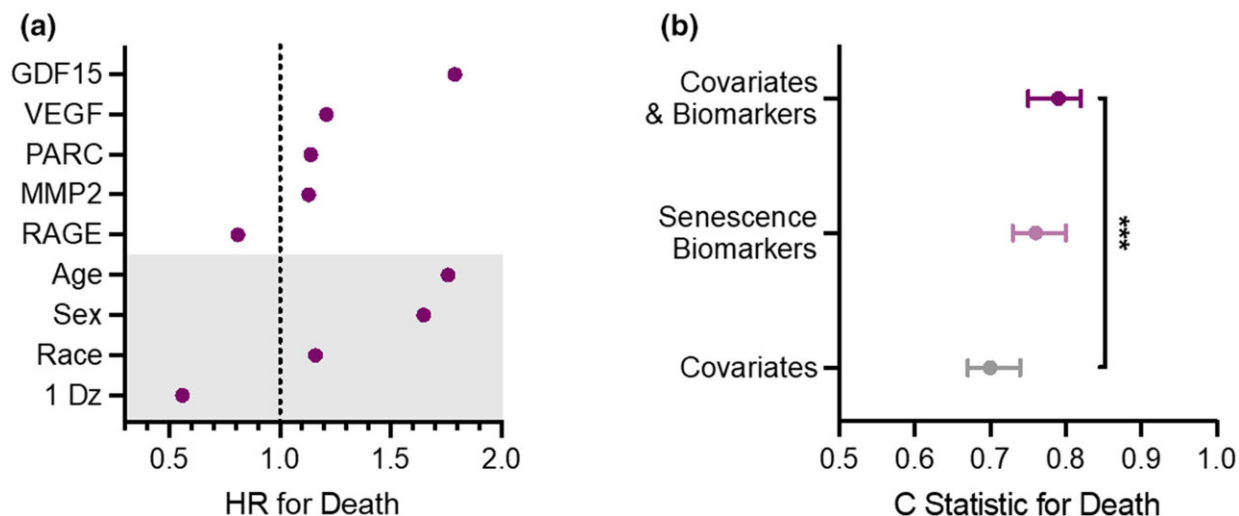 (a)
GDF15
VEGF
PARC
MMP2
RAGE
Age
Sex
Race
1 Dz
0.5 1.0 1.5 2.0
HR for Death
(b)
Covariates
& Biomarkers
Senescence
Biomarkers
Covariates
***
0.5 0.6 0.7 0.8 0.9 1.0
C Statistic for Death